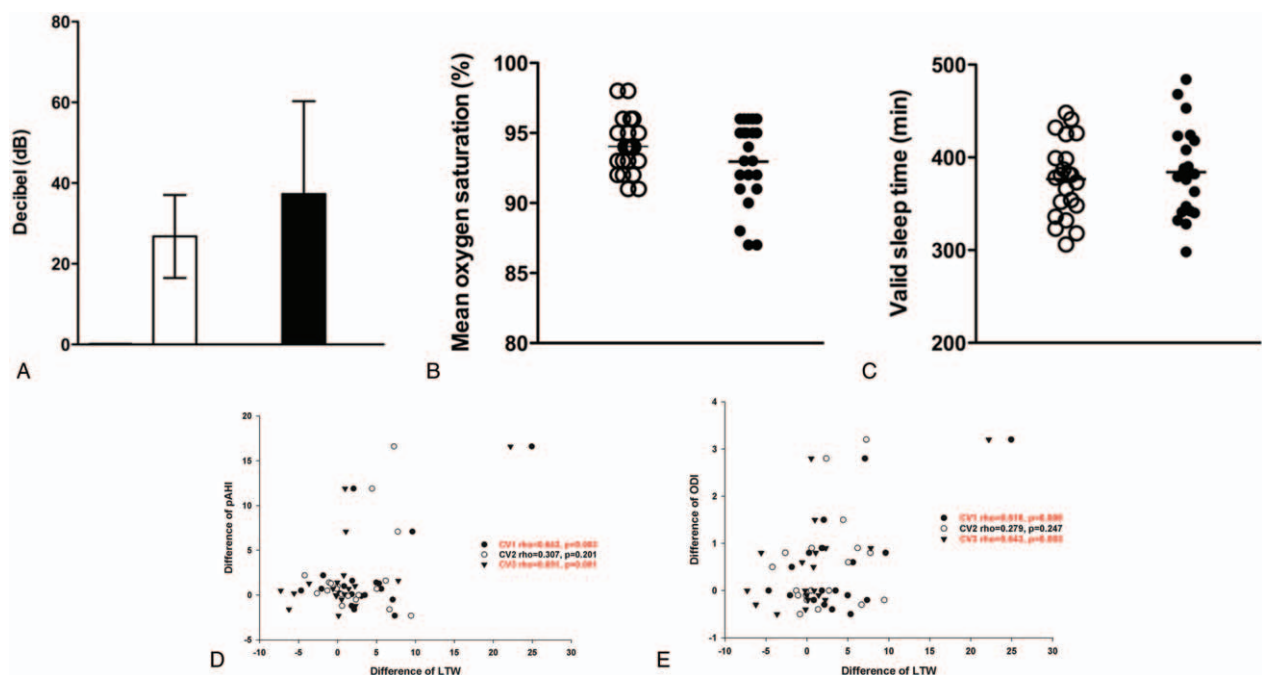 80
60
40
20
0
Decibel (dB)
A
100
95
90
85
80
Mean oxygen saturation (%)
B
500
400
300
200
Valid sleep time (min)
C
20
15
10
5
0
-5
Difference of pAHI
CV2 rho=0.307, p=0.201
-10 -5 0 5 10 15 20 25 30
Difference of LTW
D
4
3
2
1
0
-1
Difference of ODI
CV2 rho=0.279, p=0.247
-10 -5 0 5 10 15 20 25 30
Difference of LTW
E